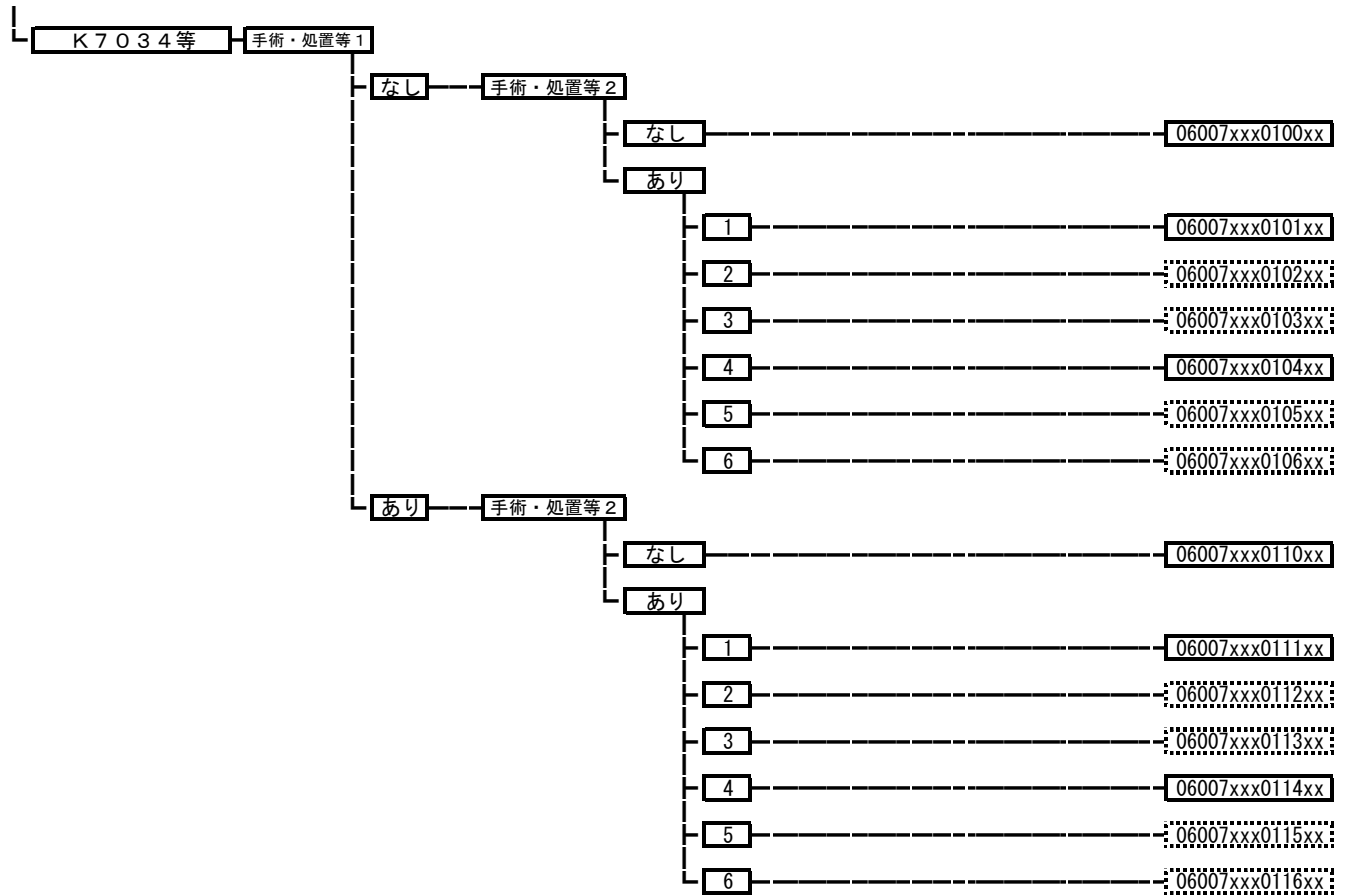 Ｋ７０３４等 手術・処置等１
なし 手術・処置等２
なし 06007xxx0100xx
あり
1 06007xxx0101xx
2 06007xxx0102xx
3 06007xxx0103xx
4 06007xxx0104xx
5 06007xxx0105xx
6 06007xxx0106xx
あり 手術・処置等２
なし 06007xxx0110xx
あり
1 06007xxx0111xx
2 06007xxx0112xx
3 06007xxx0113xx
4 06007xxx0114xx
5 06007xxx0115xx
6 06007xxx0116xx